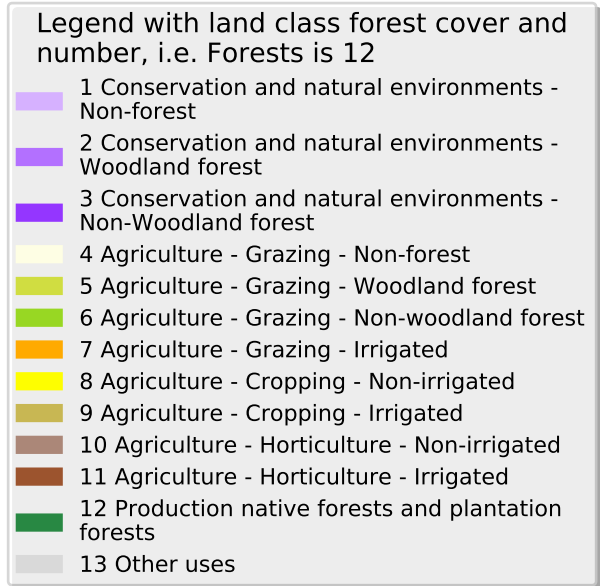 Legend with land class forest cover and
number, i.e. Forests is 12
1 Conservation and natural environments -
Non-forest
2 Conservation and natural environments -
Woodland forest
3 Conservation and natural environments -
Non-Woodland forest
4 Agriculture - Grazing - Non-forest
5 Agriculture - Grazing - Woodland forest
6 Agriculture - Grazing - Non-woodland forest
7 Agriculture - Grazing - Irrigated
8 Agriculture - Cropping - Non-irrigated
9 Agriculture - Cropping - Irrigated
10 Agriculture - Horticulture - Non-irrigated
11 Agriculture - Horticulture - Irrigated
12 Production native forests and plantation
forests
13 Other uses